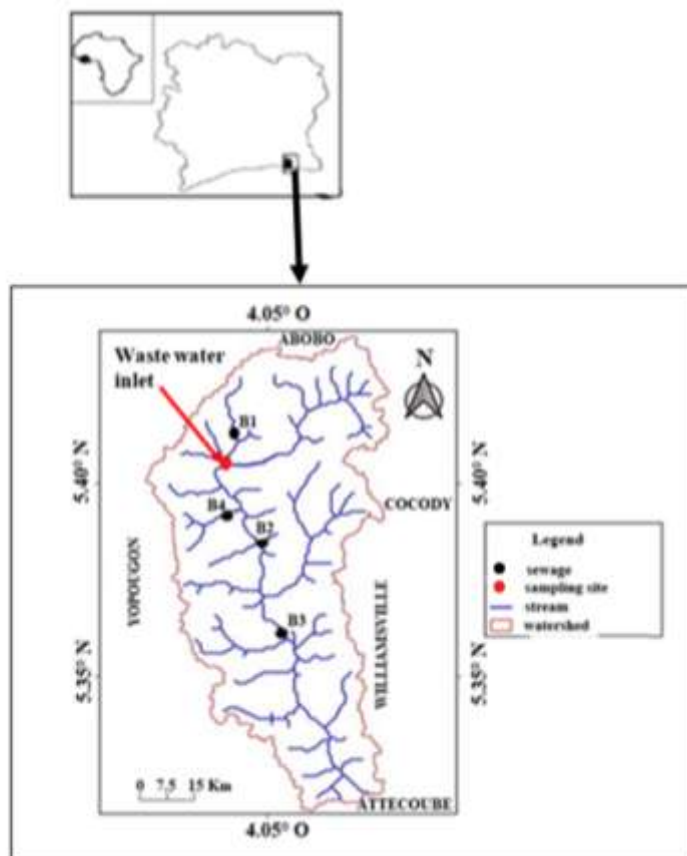 4.05° O
ABOBO
Waste water
inlet
N
B1
5.40° N
5.40° N
COCODY
B4
B2
YOPOUGON
WILLIAMSVILLE
B3
5.35° N
5.35° N
Legend
sewage
sampling site
stream
watershed
0 7.5 15 Km
ATTECOUBE
4.05° O